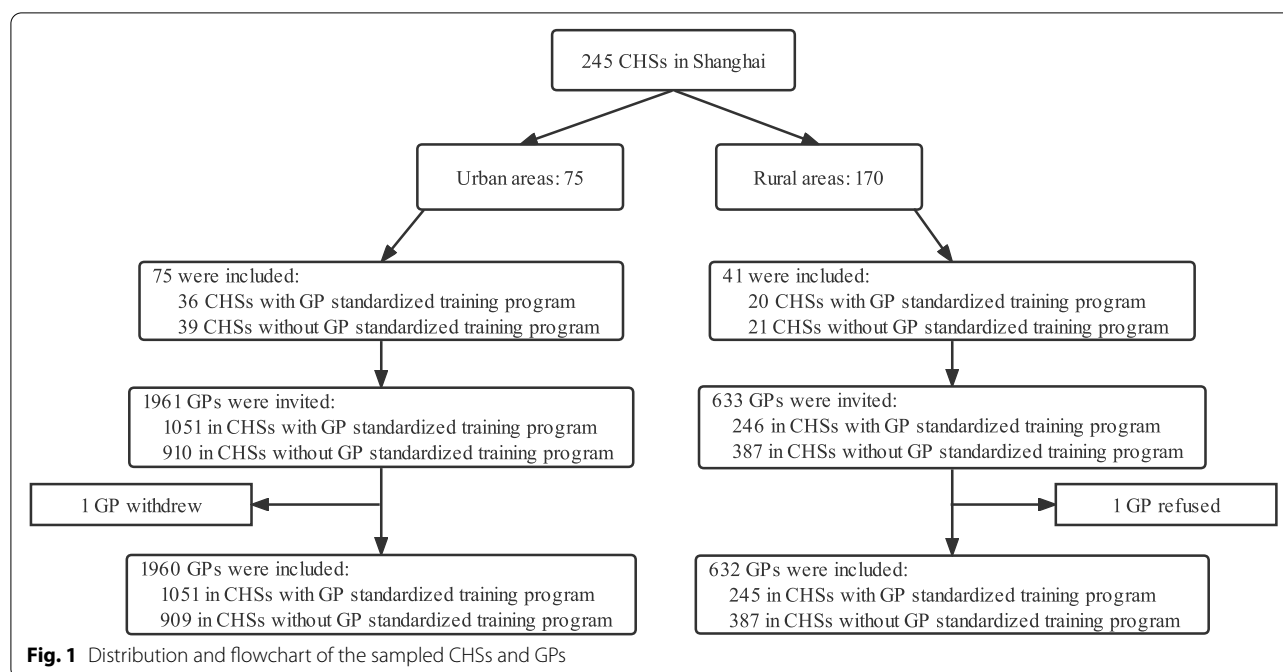 245 CHSs in Shanghai
Urban areas: 75
Rural areas: 170
75 were included:
36 CHSs with GP standardized training program
39 CHSs without GP standardized training program
41 were included:
20 CHSs with GP standardized training program
21 CHSs without GP standardized training program
1961 GPs were invited:
1051 in CHSs with GP standardized training program
910 in CHSs without GP standardized training program
633 GPs were invited:
246 in CHSs with GP standardized training program
387 in CHSs without GP standardized training program
1 GP withdrew
1 GP refused
1960 GPs were included:
1051 in CHSs with GP standardized training program
909 in CHSs without GP standardized training program
632 GPs were included:
245 in CHSs with GP standardized training program
387 in CHSs without GP standardized training program
Fig. 1 Distribution and flowchart of the sampled CHSs and GPs